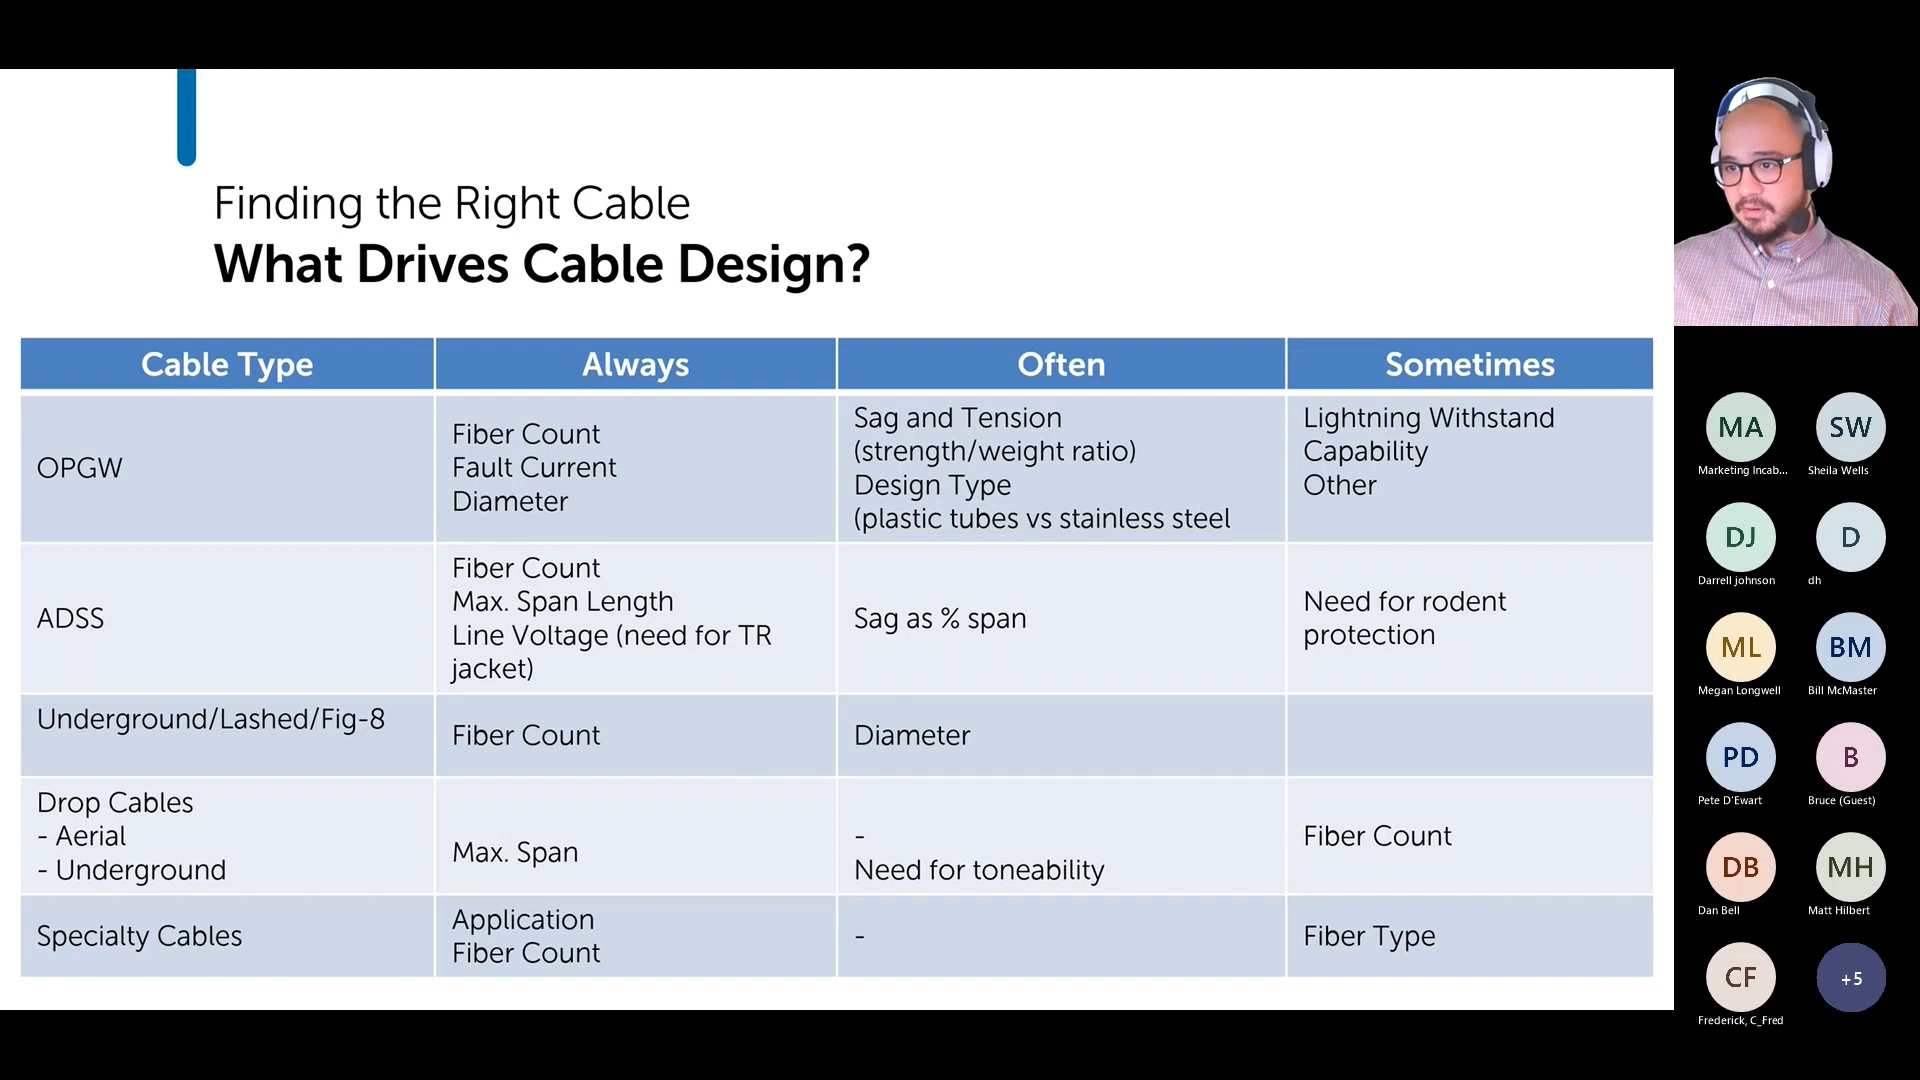 Finding the Right Cable
What Drives Cable Design?
Cable Type
Always
Often
Sometimes
OPGW
Fiber Count
Fault Current
Diameter
Sag and Tension
(strength/weight ratio)
Design Type
(plastic tubes vs stainless steel
Lightning Withstand
Capability
Other
ADSS
Fiber Count
Max. Span Length
Line Voltage (need for TR
jacket)
Sag as % span
Need for rodent
protection
Underground/Lashed/Fig-8
Fiber Count
Diameter
Drop Cables
- Aerial
- Underground
Max. Span
-
Need for toneability
Fiber Count
Specialty Cables
Application
Fiber Count
-
Fiber Type
MA
Marketing Incab...
SW
Sheila Wells
DJ
Darrell johnson
D
dh
ML
Megan Longwell
BM
Bill McMaster
PD
Pete D'Ewart
B
Bruce (Guest)
DB
Dan Bell
MH
Matt Hilbert
CF
Frederick, C_Fred
+5